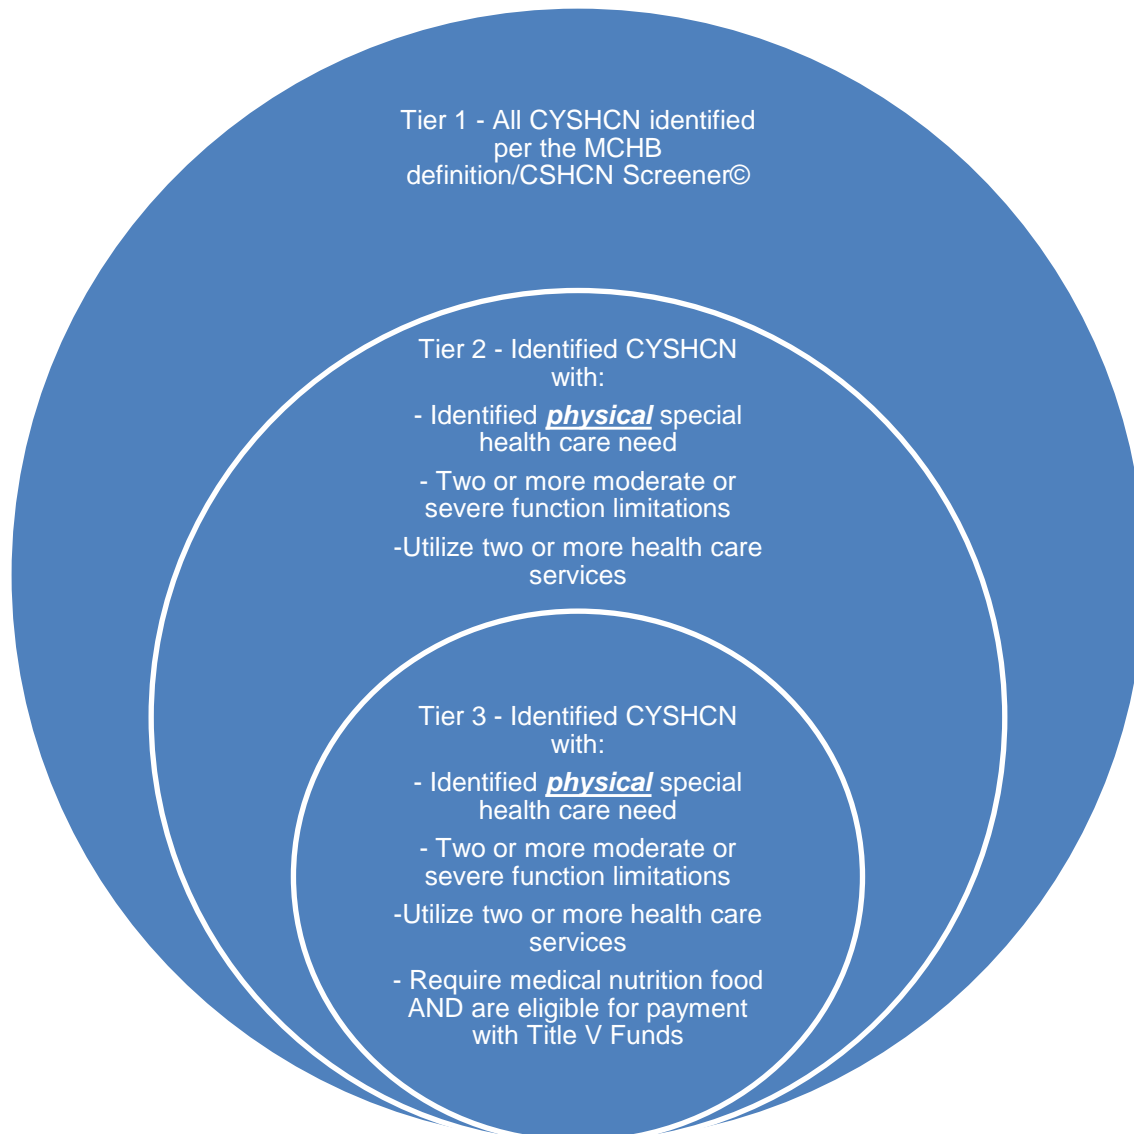 Tier 1 - All CYSHCN identified
per the MCHB
definition/CSHCN Screener©
Tier 2 - Identified CYSHCN
with:
- Identified physical special
health care need
- Two or more moderate or
severe function limitations
-Utilize two or more health care
services
Tier 3 - Identified CYSHCN
with:
- Identified physical special
health care need
- Two or more moderate or
severe function limitations
-Utilize two or more health care
services
- Require medical nutrition food
AND are eligible for payment
with Title V Funds